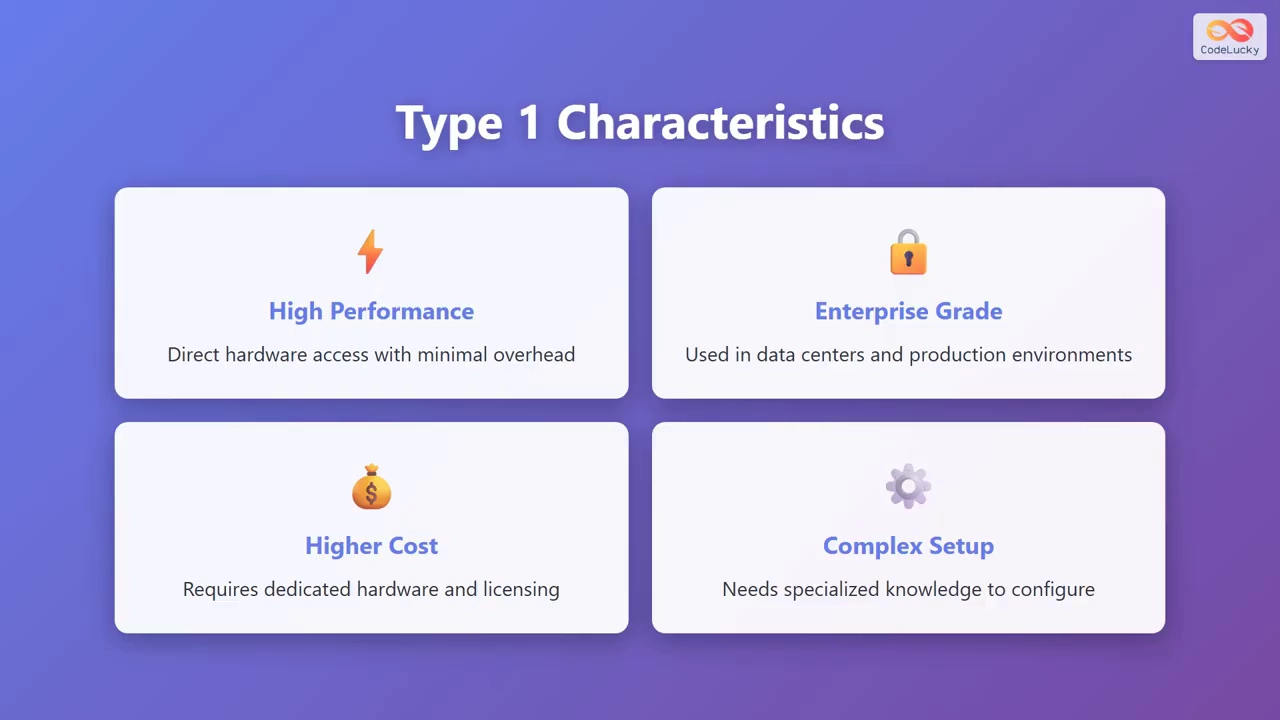 CodeLucky
Type 1 Characteristics
High Performance
Direct hardware access with minimal overhead
Enterprise Grade
Used in data centers and production environments
$
Higher Cost
Requires dedicated hardware and licensing
Complex Setup
Needs specialized knowledge to configure